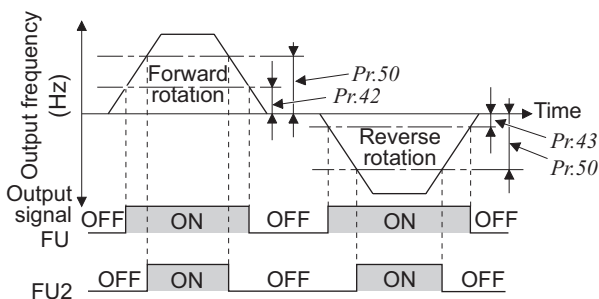 Output frequency
(Hz)
Forward
rotation
Pr.50
Pr.42
Time
Reverse
rotation
Pr.43
Pr.50
Output
signal
FU
OFF ON OFF ON OFF
FU2
OFF ON OFF ON OFF